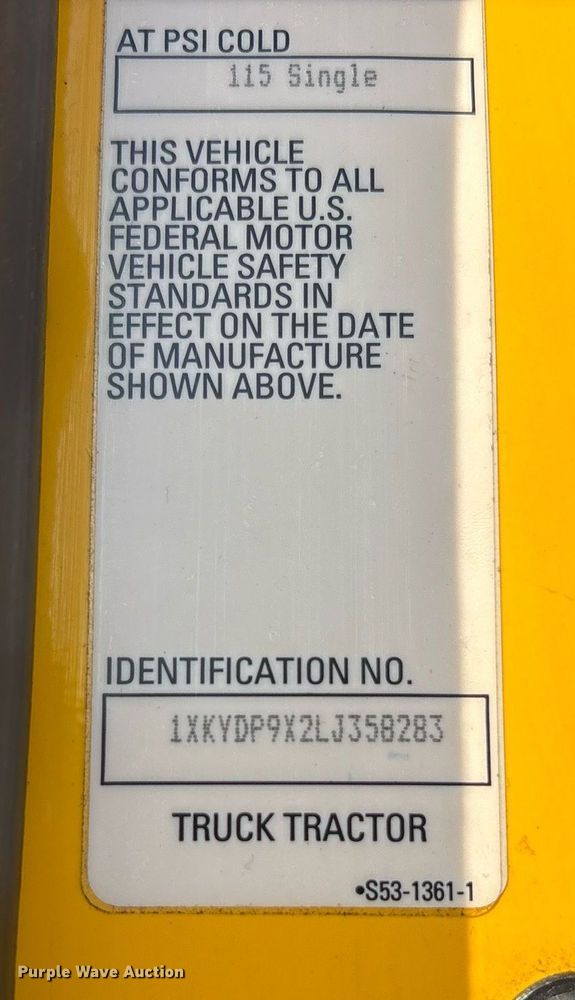 AT PSI COLD
115 Single
THIS VEHICLE
CONFORMS TO ALL
APPLICABLE U.S.
FEDERAL MOTOR
VEHICLE SAFETY
STANDARDS IN
EFFECT ON THE DATE
OF MANUFACTURE
SHOWN ABOVE.
IDENTIFICATION NO.
1XKYDP9X2LJ358283
TRUCK TRACTOR
•S53-1361-1
Purple Wave Auction